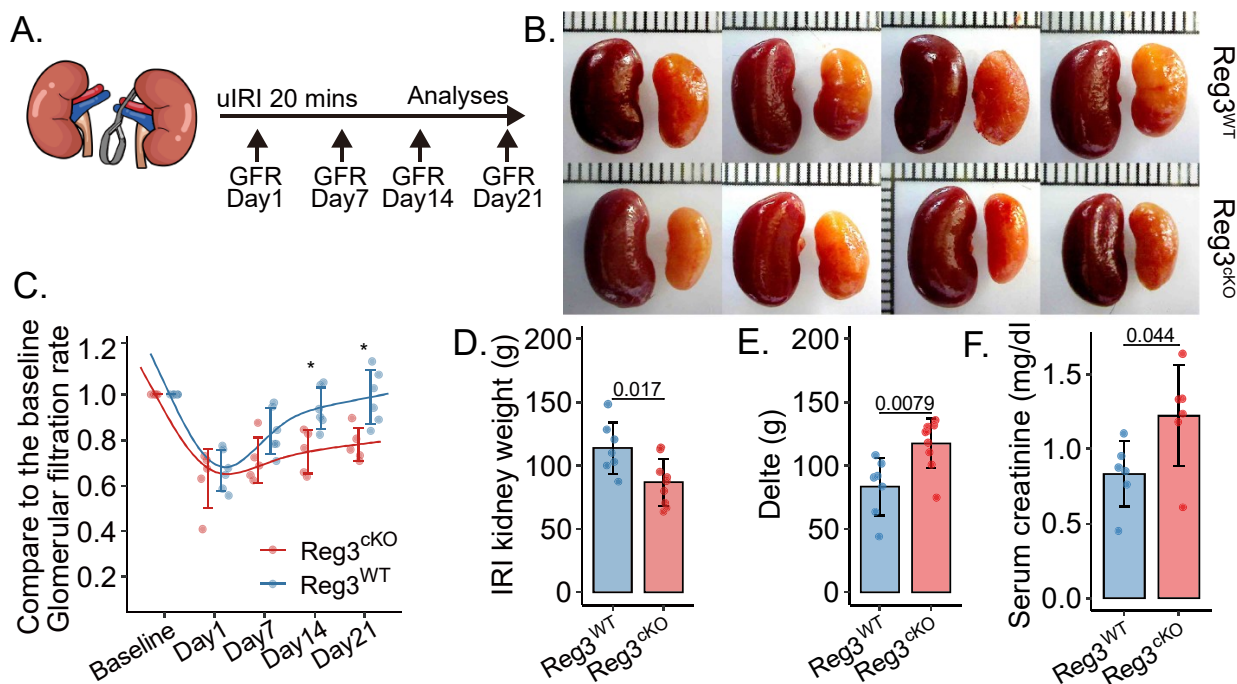 A.
uIRI 20 mins
Analyses
GFR Day1
GFR Day7
GFR Day14
GFR Day21
B.
Reg3WT
Reg3cKO
C.
Compare to the baseline
Glomerular filtration rate
1.2
1.0
0.8
0.6
0.4
0.2
*
*
Reg3cKO
Reg3WT
Baseline
Day1
Day7
Day14
Day21
D.
IRI kidney weight (g)
200
150
100
50
0
0.017
Reg3WT
Reg3cKO
E.
Delte (g)
200
150
100
50
0
0.0079
Reg3WT
Reg3cKO
F.
Serum creatinine (mg/dl)
1.5
1.0
0.5
0.0
0.044
Reg3WT
Reg3cKO